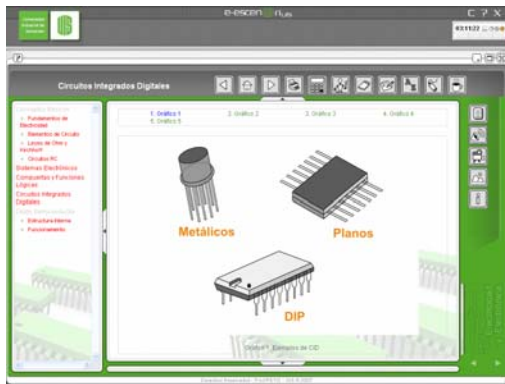 e-escen
C ? X
Circuitos Integrados Digitales
1. Gráfico 1
2. Gráfico 2
3. Gráfico 3
4. Gráfico 4
5. Gráfico 5
Fundamentos de
Electricidad
Elementos de Circuito
Leyes de Ohm y
Kirchhoff
Circuitos RC
Sistemas Electrónicos
Compuertas y Funciones
Lógicas
Circuitos Integrados
Digitales
Estructura Interna
Funcionamiento
Metálicos
Planos
DIP
Gráfico 1. Ejemplos de CID